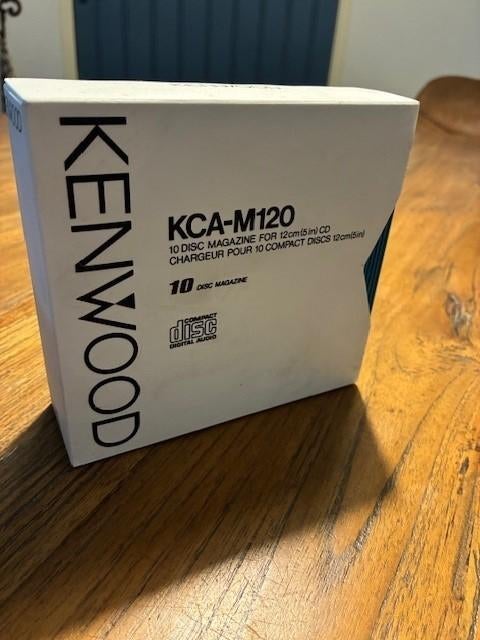 KENWOOD
KCA-M120
10 DISC MAGAZINE FOR 12cm(5in) CD
CHARGEUR POUR 10 COMPACT DISCS 12cm(5in)
10 DISC MAGAZINE
COMPACT
disc
DIGITAL AUDIO